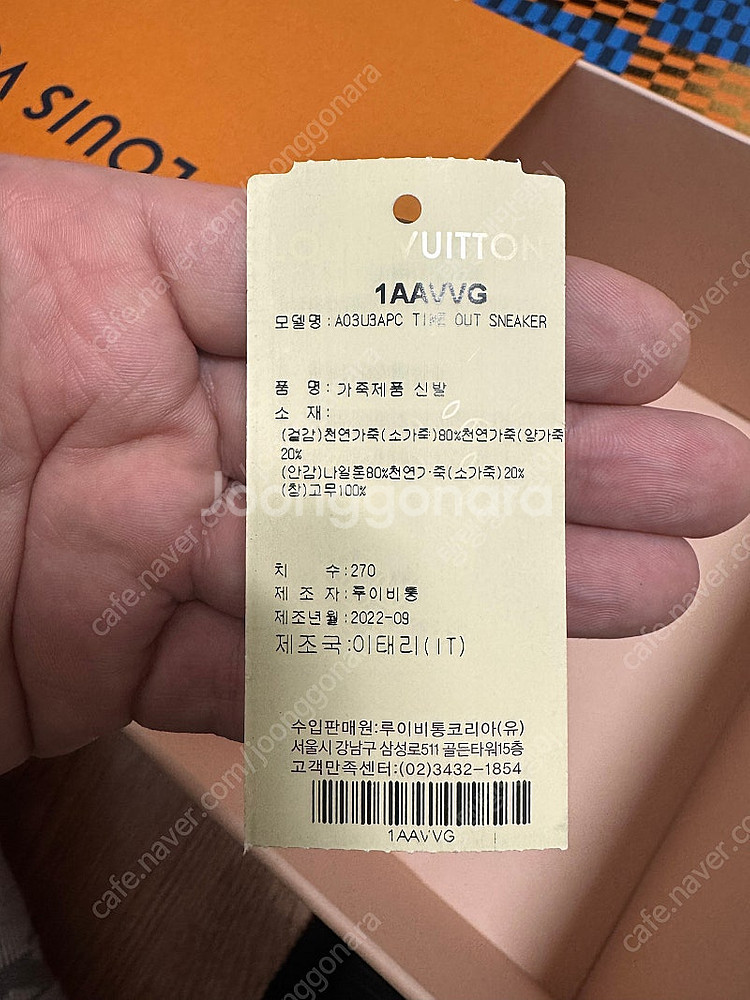 LOUIS
VUITTON
1AAVVG
모델명:A03U3APC TIME OUT SNEAKER
품 명:가죽제품 신발
소 재:
(겉감)천연가죽(소가죽)80%천연가죽(양가죽
20%
(안감)나일론80%천연가죽(소가죽)20%
(창)고무100%
Joonggonara
치 수:270
제 조 자:루이비통
제조년월:2022-09
제조국:이태리(IT)
수입판매원:루이비통코리아(유)
서울시 강남구 삼성로511 골든타워15층
고객만족센터:(02)3432-1854
1AAVVG
cafe.naver.com/joonggonara